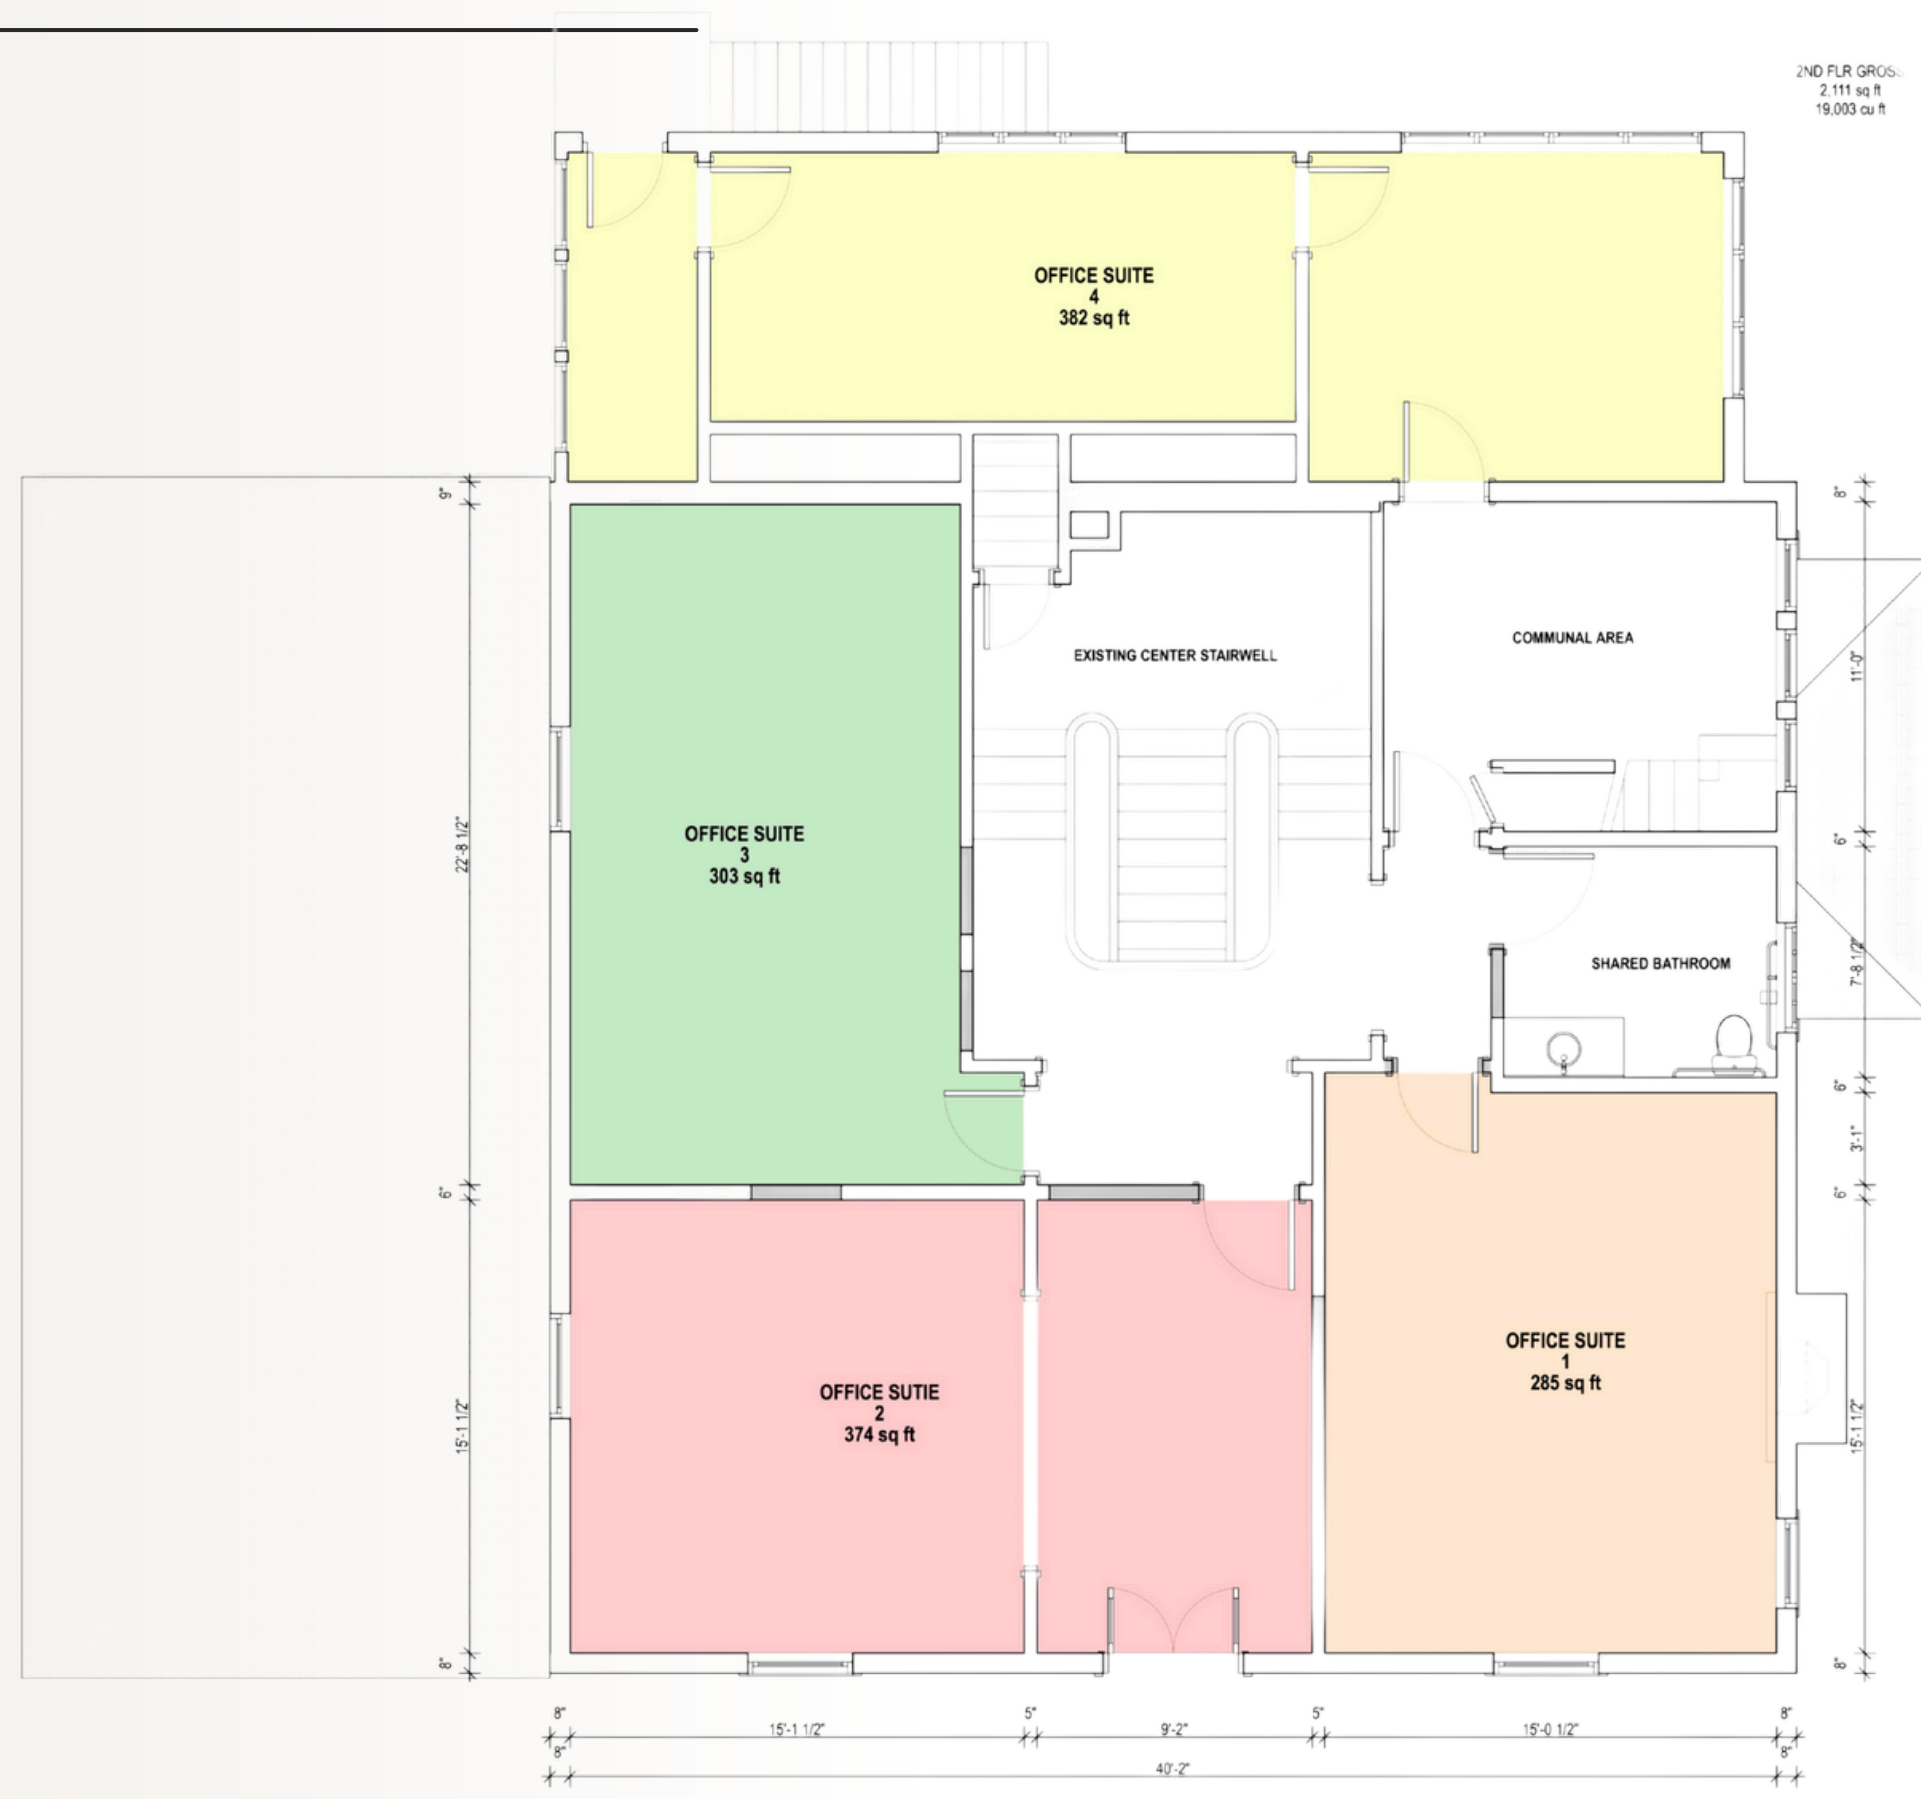 2ND FLR GROSS
2,111 sq ft
19,003 cu ft
OFFICE SUITE
4
382 sq ft
9"
8"
EXISTING CENTER STAIRWELL
COMMUNAL AREA
11'-0"
OFFICE SUITE
3
303 sq ft
22'-8 1/2"
6"
SHARED BATHROOM
7'-8 1/2"
6"
3'-1"
6"
6"
OFFICE SUITE
1
285 sq ft
OFFICE SUTIE
2
374 sq ft
15'-1 1/2"
15'-1 1/2"
8"
8"
8"
15'-1 1/2"
5"
9'-2"
5"
15'-0 1/2"
8"
8"
40'-2"
8"